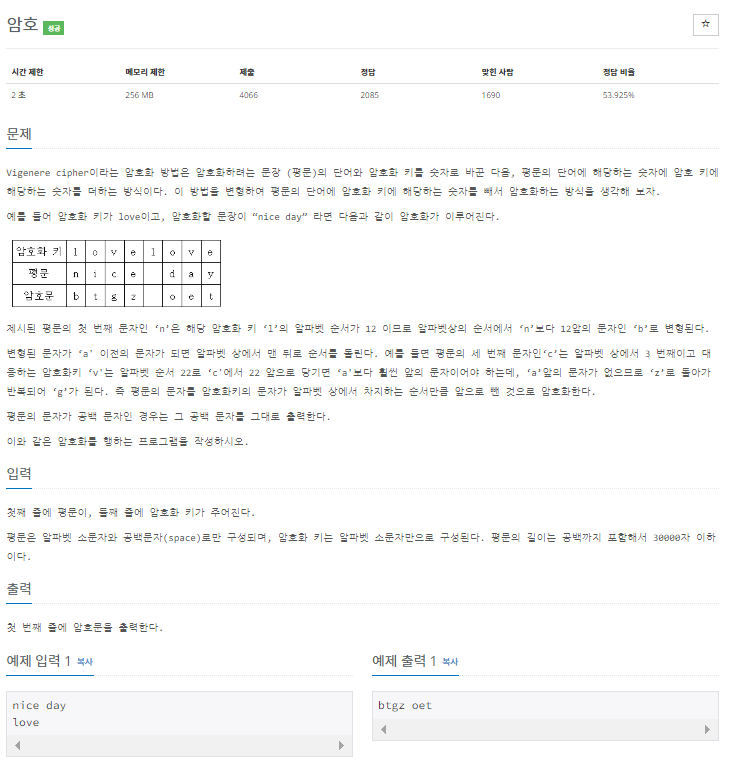 암호 성공 ☆
시간 제한 메모리 제한 제출 정답 맞힌 사람 정답 비율
2 초 256 MB 4066 2085 1690 53.925%
문제
Vigenere cipher이라는 암호화 방법은 암호화하려는 문장 (평문)의 단어와 암호화 키를 숫자로 바꾼 다음, 평문의 단어에 해당하는 숫자에 암호 키에
해당하는 숫자를 더하는 방식이다. 이 방법을 변형하여 평문의 단어에 암호화 키에 해당하는 숫자를 빼서 암호화하는 방식을 생각해 보자.
예를 들어 암호화 키가 love이고, 암호화할 문장이 “nice day” 라면 다음과 같이 암호화가 이루어진다.
암호화 키 l o v e l o v e
평문 n i c e d a y
암호문 b t g z o e t
제시된 평문의 첫 번째 문자인 ‘n’은 해당 암호화 키 ‘l’의 알파벳 순서가 12 이므로 알파벳상의 순서에서 ‘n’보다 12앞의 문자인 ‘b’로 변형된다.
변형된 문자가 ‘a' 이전의 문자가 되면 알파벳 상에서 맨 뒤로 순서를 돌린다. 예를 들면 평문의 세 번째 문자인‘c’는 알파벳 상에서 3 번째이고 대
응하는 암호화키 ‘v'는 알파벳 순서 22로 ‘c'에서 22 앞으로 당기면 ‘a'보다 훨씬 앞의 문자이어야 하는데, ‘a’앞의 문자가 없으므로 ‘z’로 돌아가
반복되어 ‘g’가 된다. 즉 평문의 문자를 암호화키의 문자가 알파벳 상에서 차지하는 순서만큼 앞으로 뺀 것으로 암호화한다.
평문의 문자가 공백 문자인 경우는 그 공백 문자를 그대로 출력한다.
이와 같은 암호화를 행하는 프로그램을 작성하시오.
입력
첫째 줄에 평문이, 둘째 줄에 암호화 키가 주어진다.
평문은 알파벳 소문자와 공백문자(space)로만 구성되며, 암호화 키는 알파벳 소문자만으로 구성된다. 평문의 길이는 공백까지 포함해서 30000자 이하
이다.
출력
첫 번째 줄에 암호문을 출력한다.
예제 입력 1 복사 예제 출력 1 복사
nice day btgz oet
love